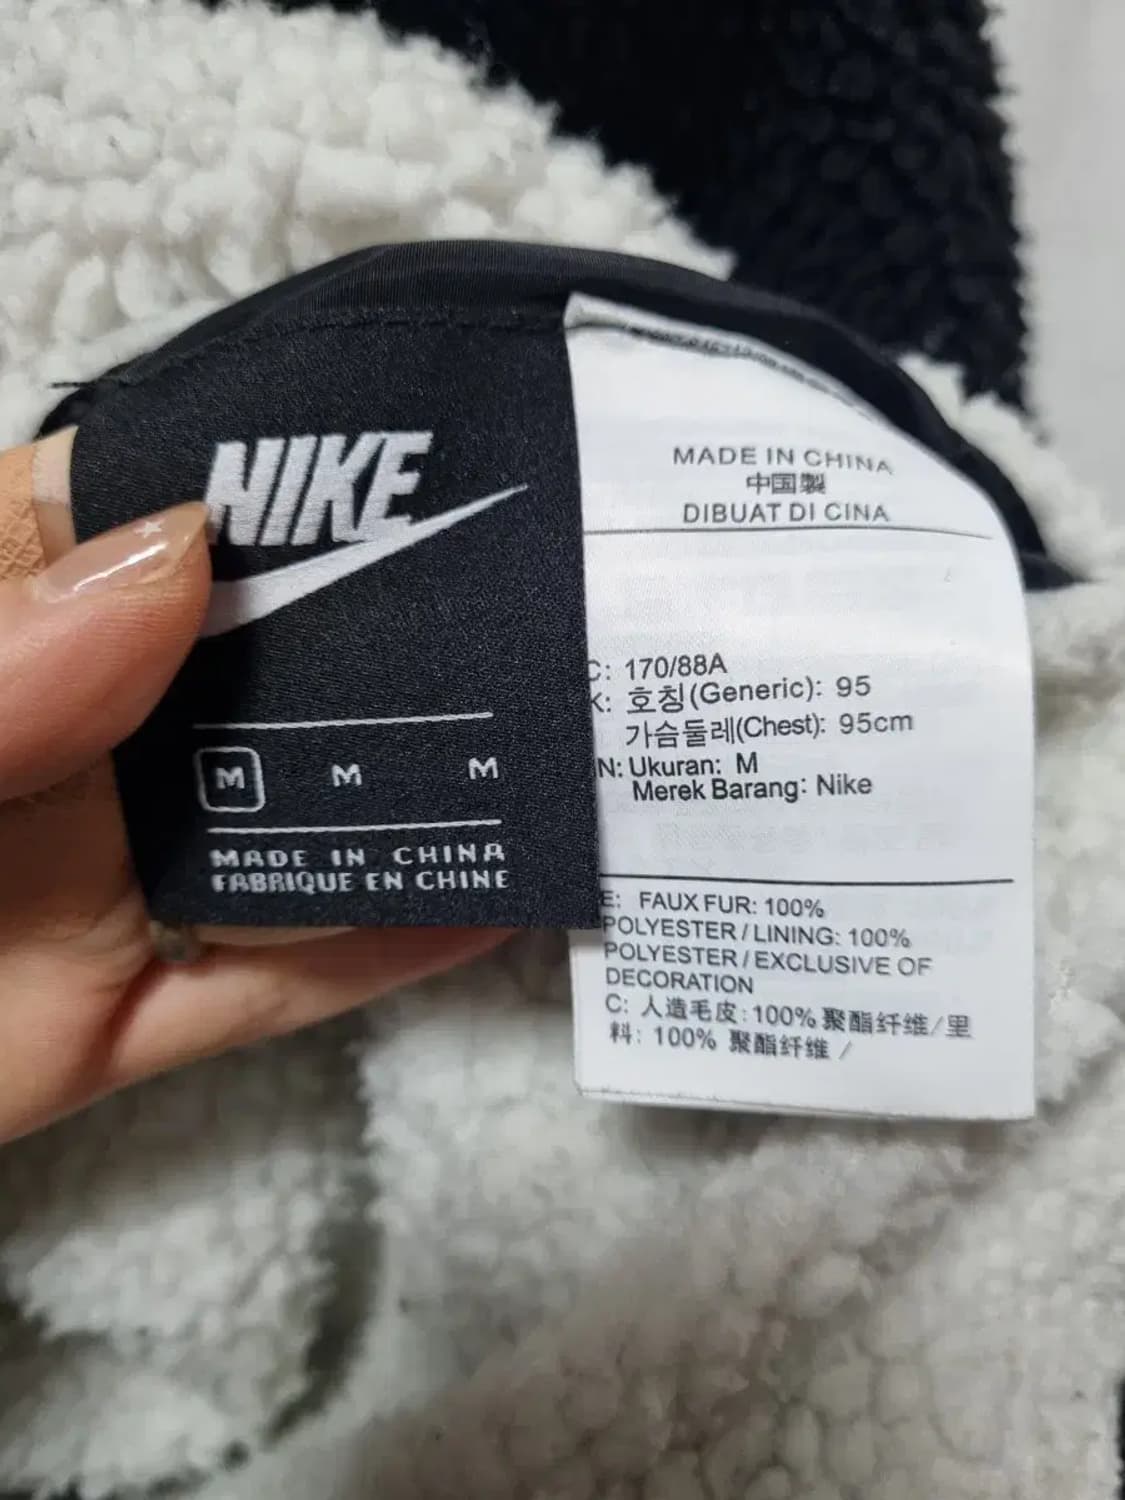 NIKE
M M M
MADE IN CHINA
FABRIQUE EN CHINE
MADE IN CHINA
中国製
DIBUAT DI CINA
C: 170/88A
K: 호칭(Generic): 95
가슴둘레(Chest): 95cm
N: Ukuran: M
Merek Barang: Nike
E: FAUX FUR: 100%
POLYESTER / LINING: 100%
POLYESTER / EXCLUSIVE OF
DECORATION
C: 人造毛皮: 100% 聚酯纤维/里
料: 100% 聚酯纤维 /